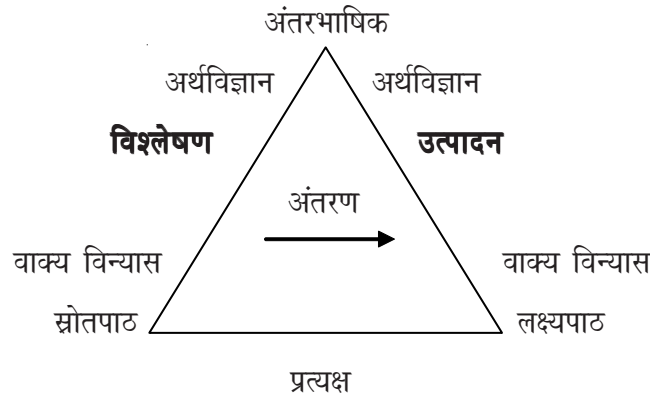 अंतरभाषिक
अर्थविज्ञान अर्थविज्ञान
विश्लेषण उत्पादन
अंतरण
वाक्य विन्यास वाक्य विन्यास
स्रोतपाठ लक्ष्यपाठ
प्रत्यक्ष